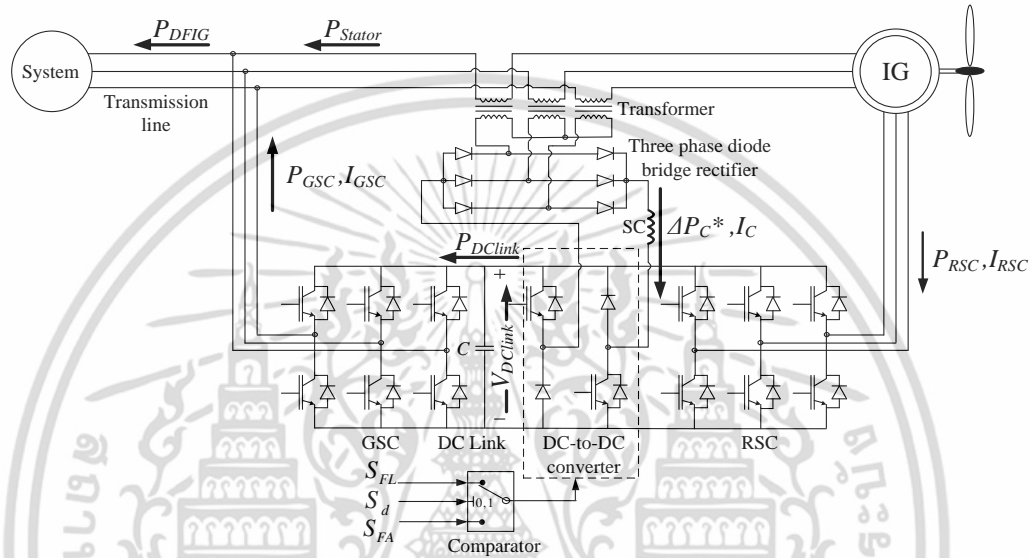 P_DFIG
P_Stator
System
IG
Transmission
line
Transformer
Three phase diode
bridge rectifier
P_GSC, I_GSC
SC
ΔP_C*, I_C
P_DClink
P_RSC, I_RSC
+
C
V_DClink
−
GSC
DC Link
DC-to-DC
converter
RSC
S_FL
S_d
0,1
S_FA
Comparator